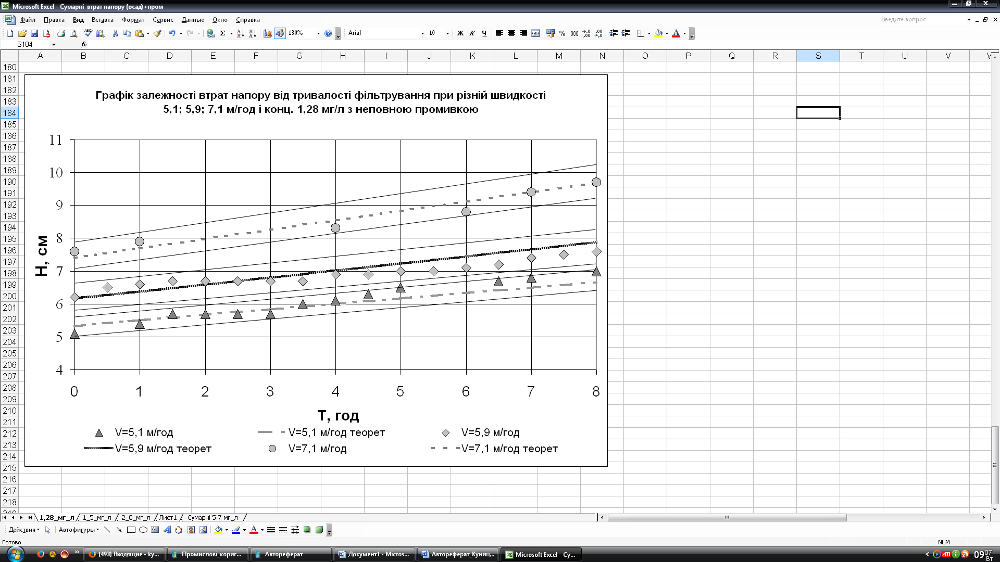 Microsoft Excel - Сумарні втрат напору (осад)+пром
Файл Правка Вид Вставка Формат Сервис Данные Окно Справка
Введите вопрос
130% Arial 10 Ж К Ч % 000
S184 fx
A B C D E F G H I J K L M N O P Q R S T U V
180
181
182
183
184
185
186
187
188
189
190
191
192
193
194
195
196
197
198
199
200
201
202
203
204
205
206
207
208
209
210
211
212
213
214
215
216
217
218
Графік залежності втрат напору від тривалості фільтрування при різній швидкості
5,1; 5,9; 7,1 м/год і конц. 1,28 мг/л з неповною промивкою
11
10
9
8
7
6
5
4
Н, см
0 1 2 3 4 5 6 7 8
Т, год
V=5,1 м/год V=5,1 м/год теорет V=5,9 м/год
V=5,9 м/год теорет V=7,1 м/год V=7,1 м/год теорет
1,28_мг_л 1_5_мг_л 2_0_мг_л Лист1 Сумарні 5-7 мг_л
Действия Автофигуры
Готово
NUM
(493) Входящие - ky... Промислові_кориг... Автореферат Документ1 - Micros... Автореферат_Куниц... Microsoft Excel - Су...
09 07
Вт